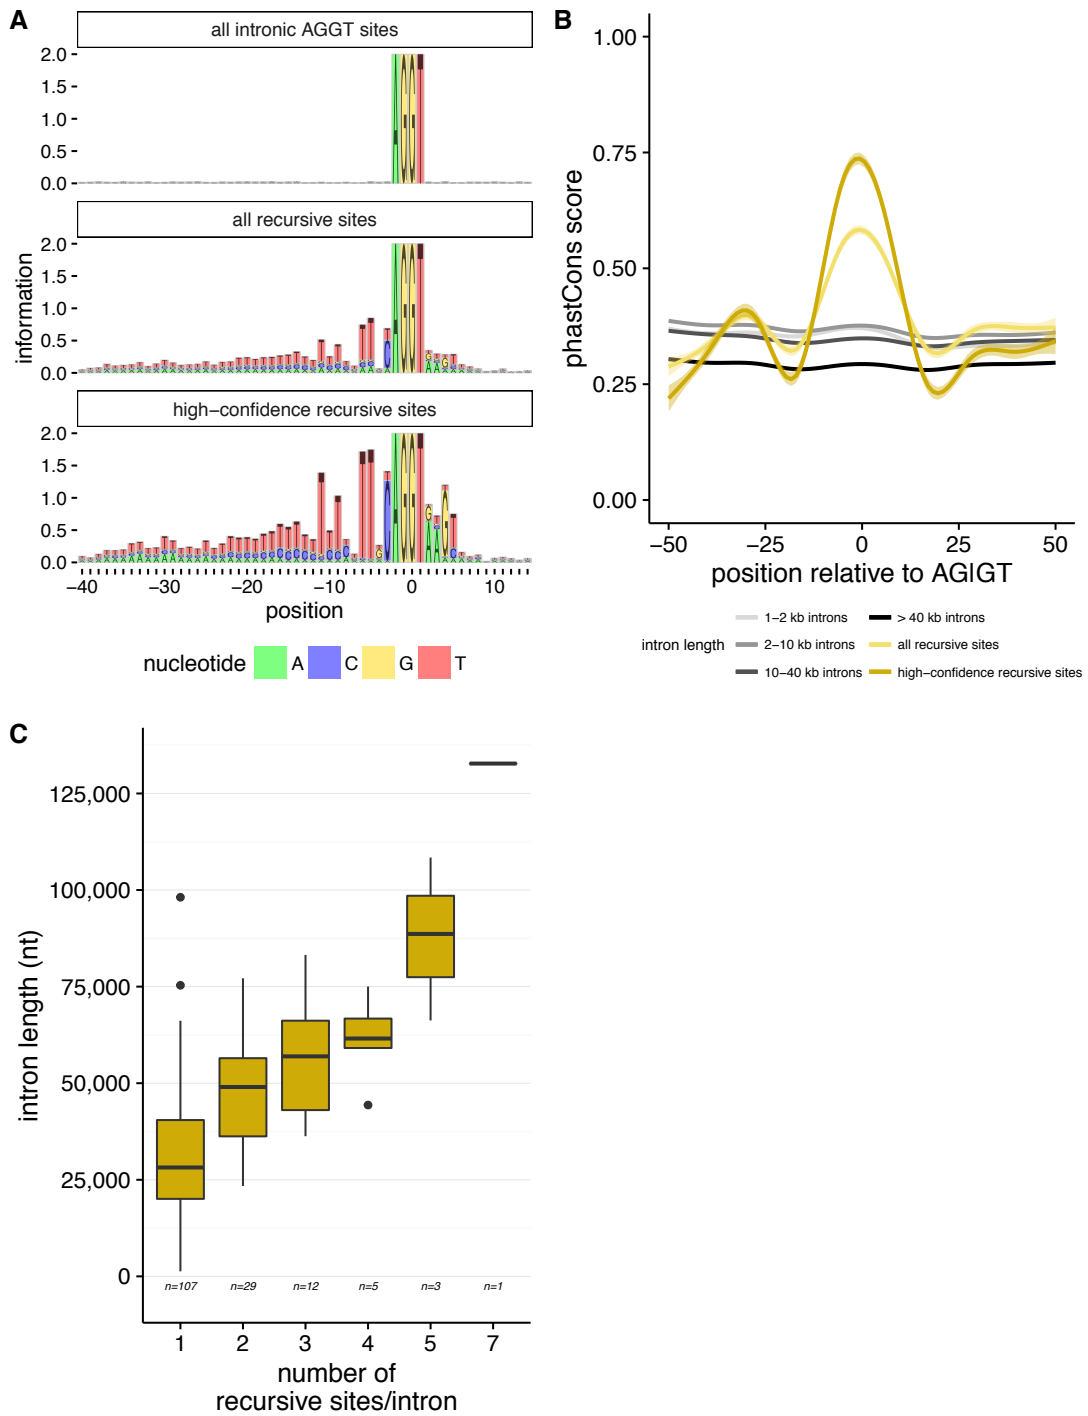 A
all intronic AGGT sites
2.0
1.5
1.0
0.5
0.0
all recursive sites
2.0
1.5
1.0
0.5
0.0
high−confidence recursive sites
2.0
1.5
1.0
0.5
0.0
−40
−30
−20
−10
0
10
information
position
nucleotide
A
C
G
T
B
1.00
0.75
0.50
0.25
0.00
phastCons score
−50
−25
0
25
50
position relative to AG|GT
intron length
1−2 kb introns
2−10 kb introns
10−40 kb introns
> 40 kb introns
all recursive sites
high−confidence recursive sites
C
125,000
100,000
75,000
50,000
25,000
0
intron length (nt)
n=107
n=29
n=12
n=5
n=3
n=1
1
2
3
4
5
7
number of
recursive sites/intron